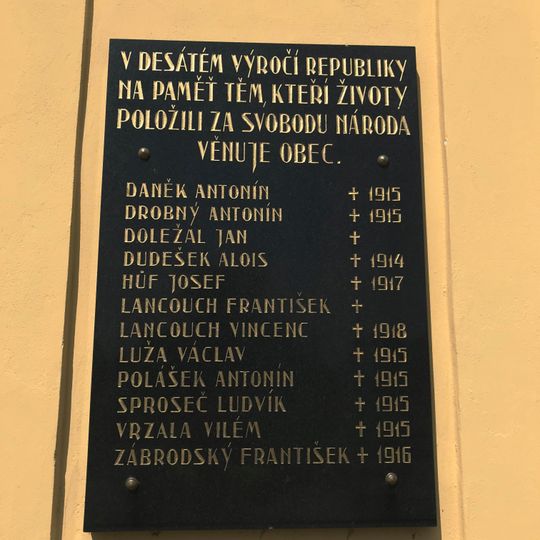 V DESÁTÉM VÝROČÍ REPUBLIKY
NA PAMĚŤ TĚM, KTEŘÍ ŽIVOTY
POLOŽILI ZA SVOBODU NÁRODA
VĚNUJE OBEC.
DANĚK ANTONÍN ✝ 1915
DROBNÝ ANTONÍN ✝ 1915
DOLEŽAL JAN ✝
DUDEŠEK ALOIS ✝ 1914
HŮF JOSEF ✝ 1917
LANCOUCH FRANTIŠEK ✝
LANCOUCH VINCENC ✝ 1918
LUŽA VÁCLAV ✝ 1915
POLÁŠEK ANTONÍN ✝ 1915
SPROSEČ LUDVÍK ✝ 1915
VRZALA VILÉM ✝ 1915
ZÁBRODSKÝ FRANTIŠEK ✝ 1916